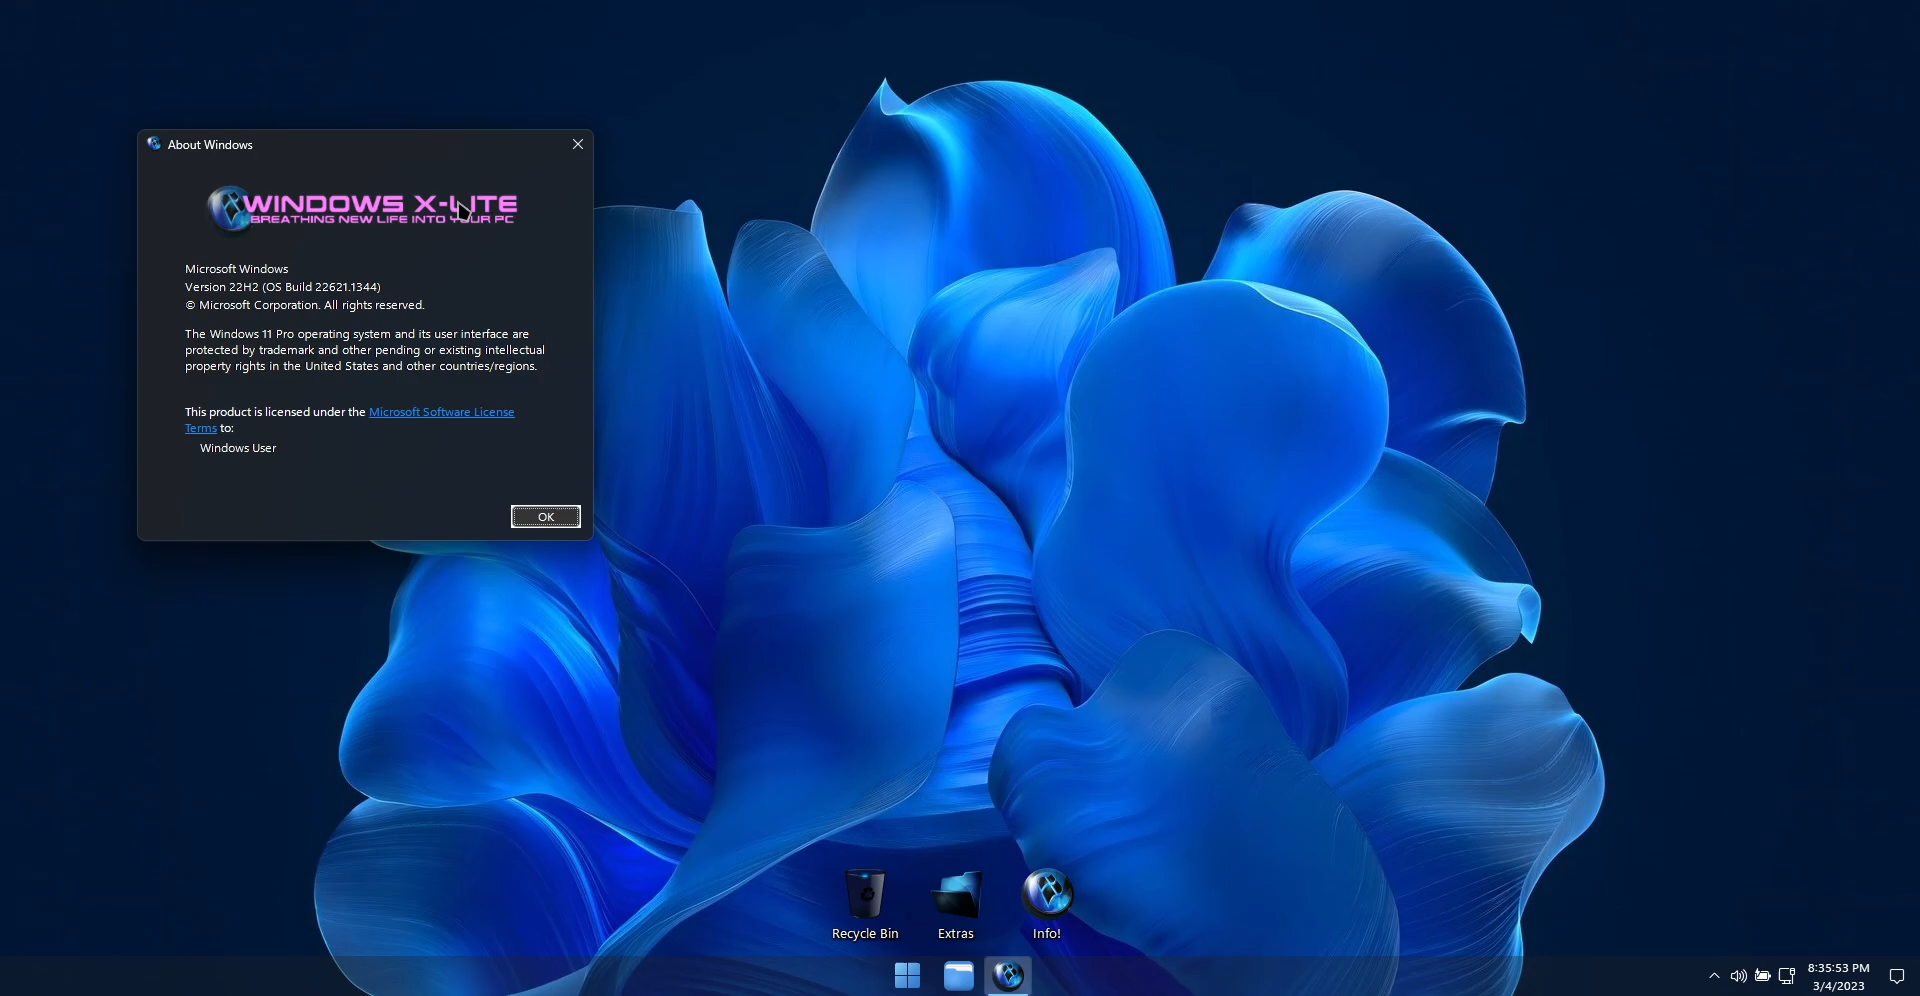 About Windows
WINDOWS X-LITE
BREATHING NEW LIFE INTO YOUR PC
Microsoft Windows
Version 22H2 (OS Build 22621.1344)
© Microsoft Corporation. All rights reserved.
The Windows 11 Pro operating system and its user interface are
protected by trademark and other pending or existing intellectual
property rights in the United States and other countries/regions.
This product is licensed under the Microsoft Software License
Terms to:
Windows User
OK
Recycle Bin
Extras
Info!
8:35:53 PM
3/4/2023